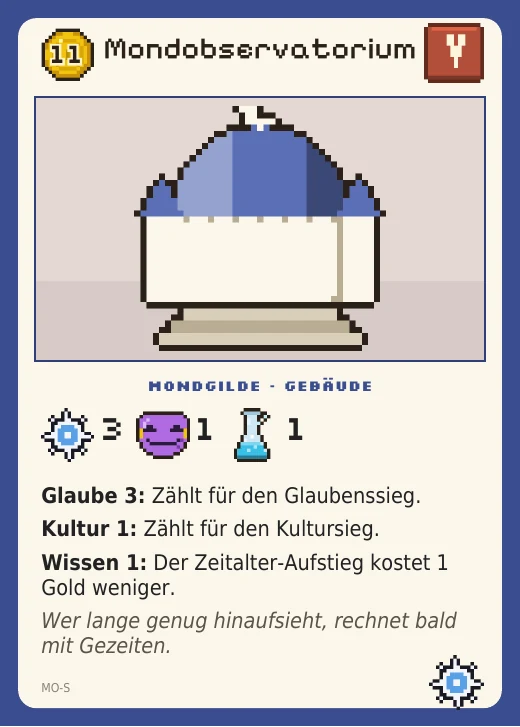 11 Mondobservatorium
MONDGILDE - GEBÄUDE
3 1 1
Glaube 3: Zählt für den Glaubenssieg.
Kultur 1: Zählt für den Kultursieg.
Wissen 1: Der Zeitalter-Aufstieg kostet 1
Gold weniger.
Wer lange genug hinaufsieht, rechnet bald
mit Gezeiten.
MO-S